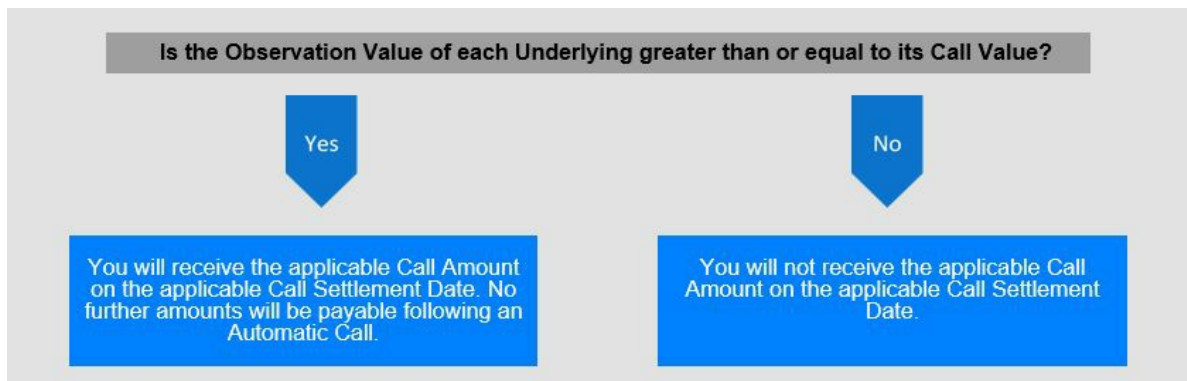 Is the Observation Value of each Underlying greater than or equal to its Call Value?
Yes
No
You will receive the applicable Call Amount
on the applicable Call Settlement Date. No
further amounts will be payable following an
Automatic Call.
You will not receive the applicable Call
Amount on the applicable Call Settlement
Date.